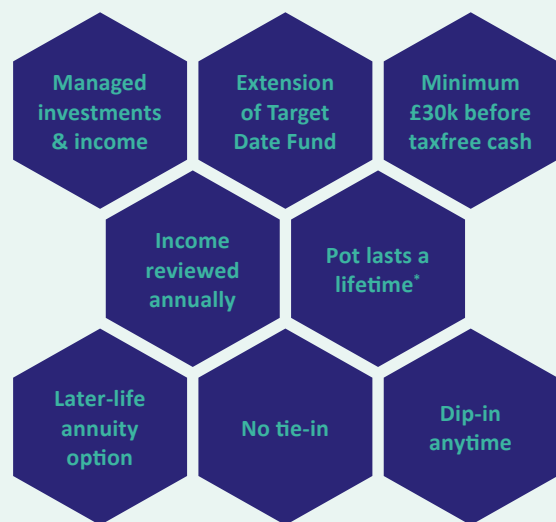 Managed
investments
& income
Extension
of Target
Date Fund
Minimum
£30k before
taxfree cash
Income
reviewed
annually
Pot lasts a
lifetime*
Later-life
annuity
option
No tie-in
Dip-in
anytime